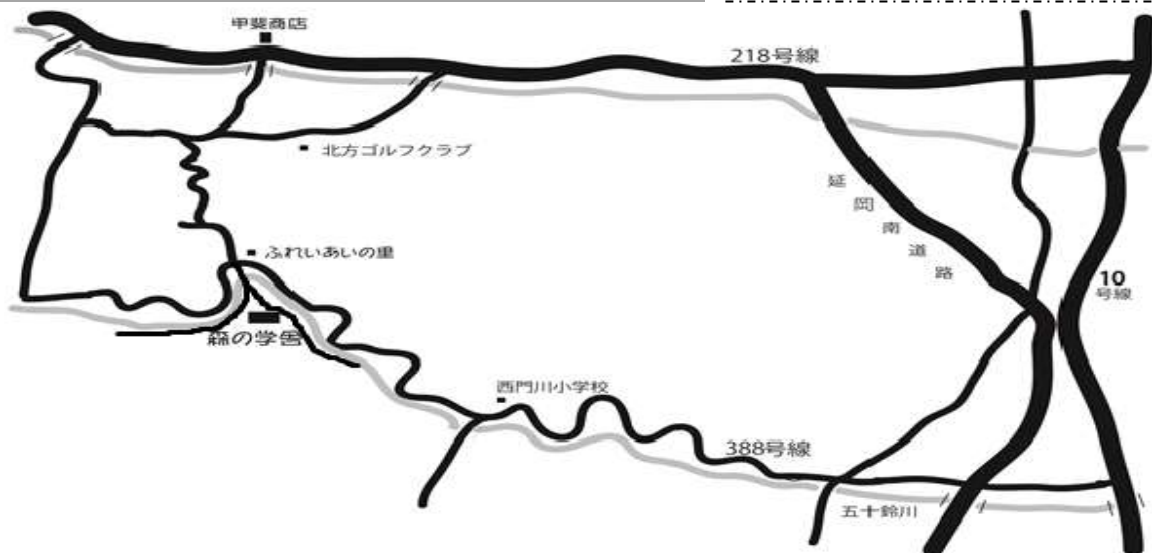 甲斐商店
218号線
北方ゴルフクラブ
延岡南道路
ふれいあいの里
10
号線
森の学舎
西門川小学校
388号線
五十鈴川